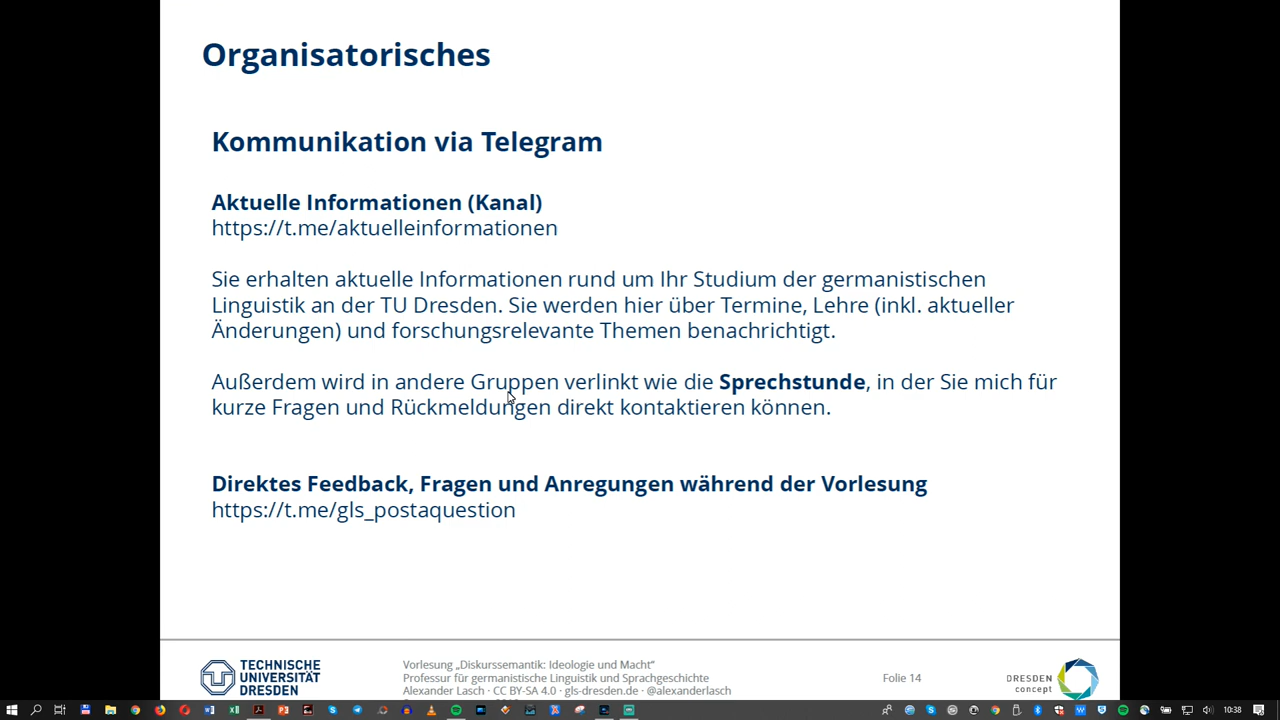 Organisatorisches
Kommunikation via Telegram
Aktuelle Informationen (Kanal)
https://t.me/aktuelleinformationen
Sie erhalten aktuelle Informationen rund um Ihr Studium der germanistischen
Linguistik an der TU Dresden. Sie werden hier über Termine, Lehre (inkl. aktueller
Änderungen) und forschungsrelevante Themen benachrichtigt.
Außerdem wird in andere Gruppen verlinkt wie die Sprechstunde, in der Sie mich für
kurze Fragen und Rückmeldungen direkt kontaktieren können.
Direktes Feedback, Fragen und Anregungen während der Vorlesung
https://t.me/gls_postaquestion
TECHNISCHE
UNIVERSITÄT
DRESDEN
Vorlesung „Diskurssemantik: Ideologie und Macht“
Professur für germanistische Linguistik und Sprachgeschichte
Alexander Lasch · CC BY-SA 4.0 · gls-dresden.de · @alexanderlasch
Folie 14
DRESDEN
concept
10:38